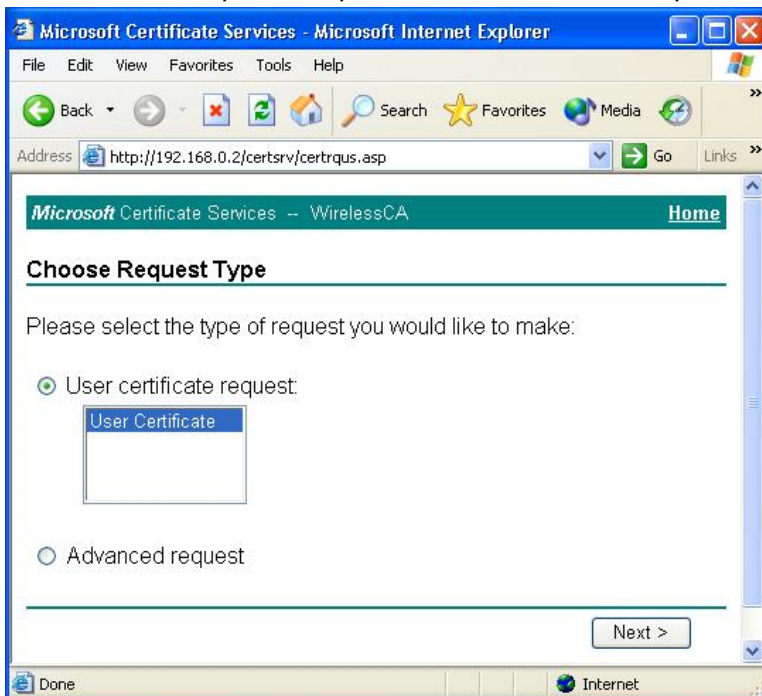 Microsoft Certificate Services - Microsoft Internet Explorer
File Edit View Favorites Tools Help
Back Search Favorites Media »
Address http://192.168.0.2/certsrv/certrqus.asp Go Links »
Microsoft Certificate Services -- WirelessCA Home
Choose Request Type
Please select the type of request you would like to make:
User certificate request:
User Certificate
Advanced request
Next >
Done Internet